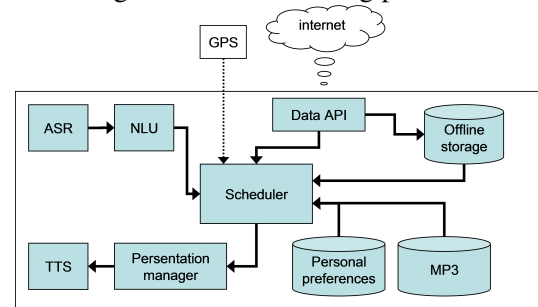 internet
GPS
Data API
ASR
NLU
Offline
storage
Scheduler
TTS
Persentation
manager
Personal
preferences
MP3